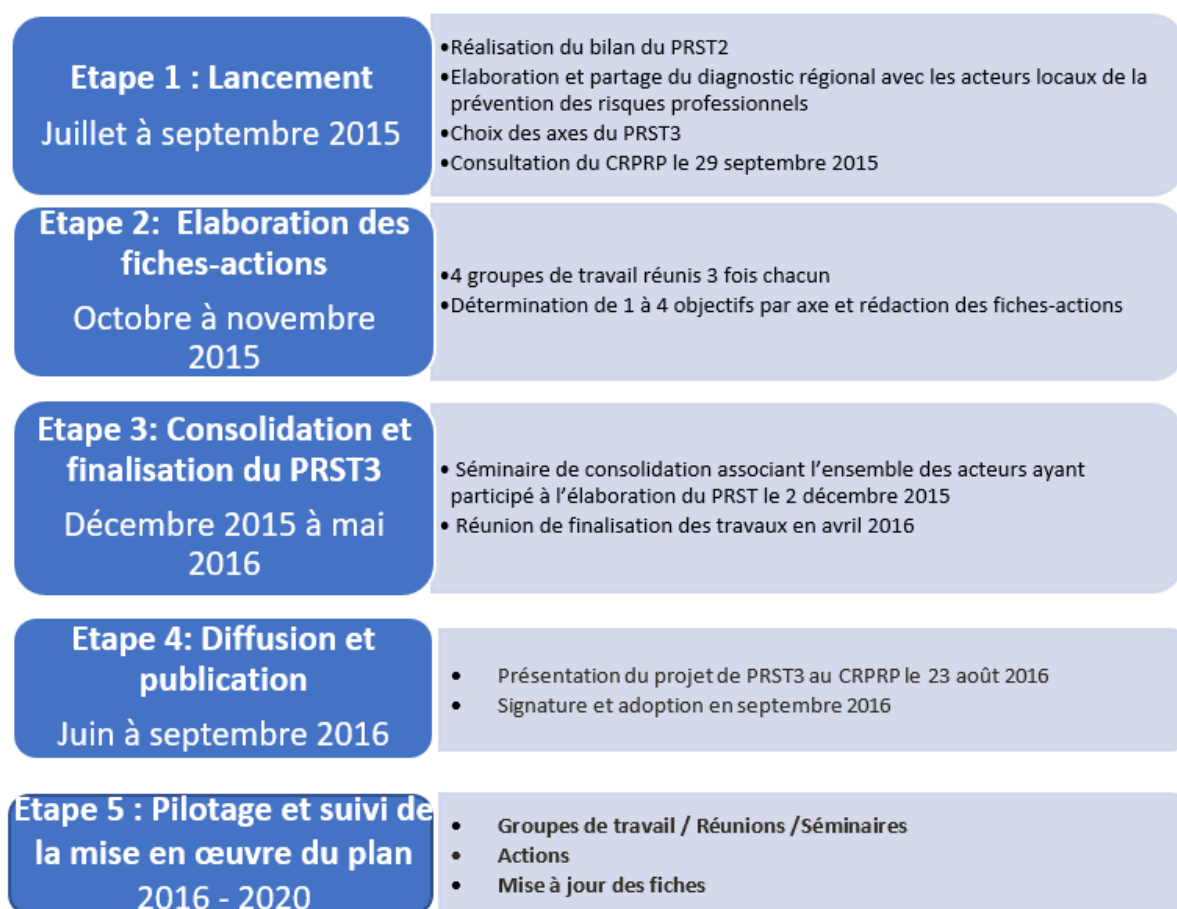 Etape 1 : Lancement
Juillet à septembre 2015
•Réalisation du bilan du PRST2
•Elaboration et partage du diagnostic régional avec les acteurs locaux de la
prévention des risques professionnels
•Choix des axes du PRST3
•Consultation du CRPRP le 29 septembre 2015
Etape 2: Elaboration des
fiches-actions
Octobre à novembre
2015
•4 groupes de travail réunis 3 fois chacun
•Détermination de 1 à 4 objectifs par axe et rédaction des fiches-actions
Etape 3: Consolidation et
finalisation du PRST3
Décembre 2015 à mai
2016
• Séminaire de consolidation associant l'ensemble des acteurs ayant
participé à l'élaboration du PRST le 2 décembre 2015
• Réunion de finalisation des travaux en avril 2016
Etape 4: Diffusion et
publication
Juin à septembre 2016
• Présentation du projet de PRST3 au CRPRP le 23 août 2016
• Signature et adoption en septembre 2016
Etape 5 : Pilotage et suivi de
la mise en œuvre du plan
2016 - 2020
• Groupes de travail / Réunions /Séminaires
• Actions
• Mise à jour des fiches